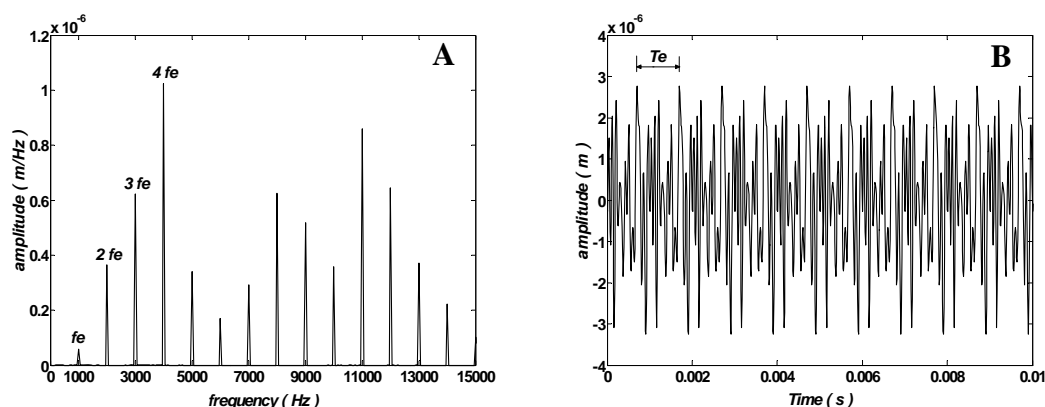 x 10-6
A
1.2
1
0.8
0.6
0.4
0.2
0
amplitude ( m/Hz )
4 fe
3 fe
2 fe
fe
0 1000 3000 5000 7000 9000 11000 13000 15000
frequency ( Hz )
x 10-6
B
4
3
2
1
0
-1
-2
-3
-4
amplitude ( m )
Te
0 0.002 0.004 0.006 0.008 0.01
Time ( s )